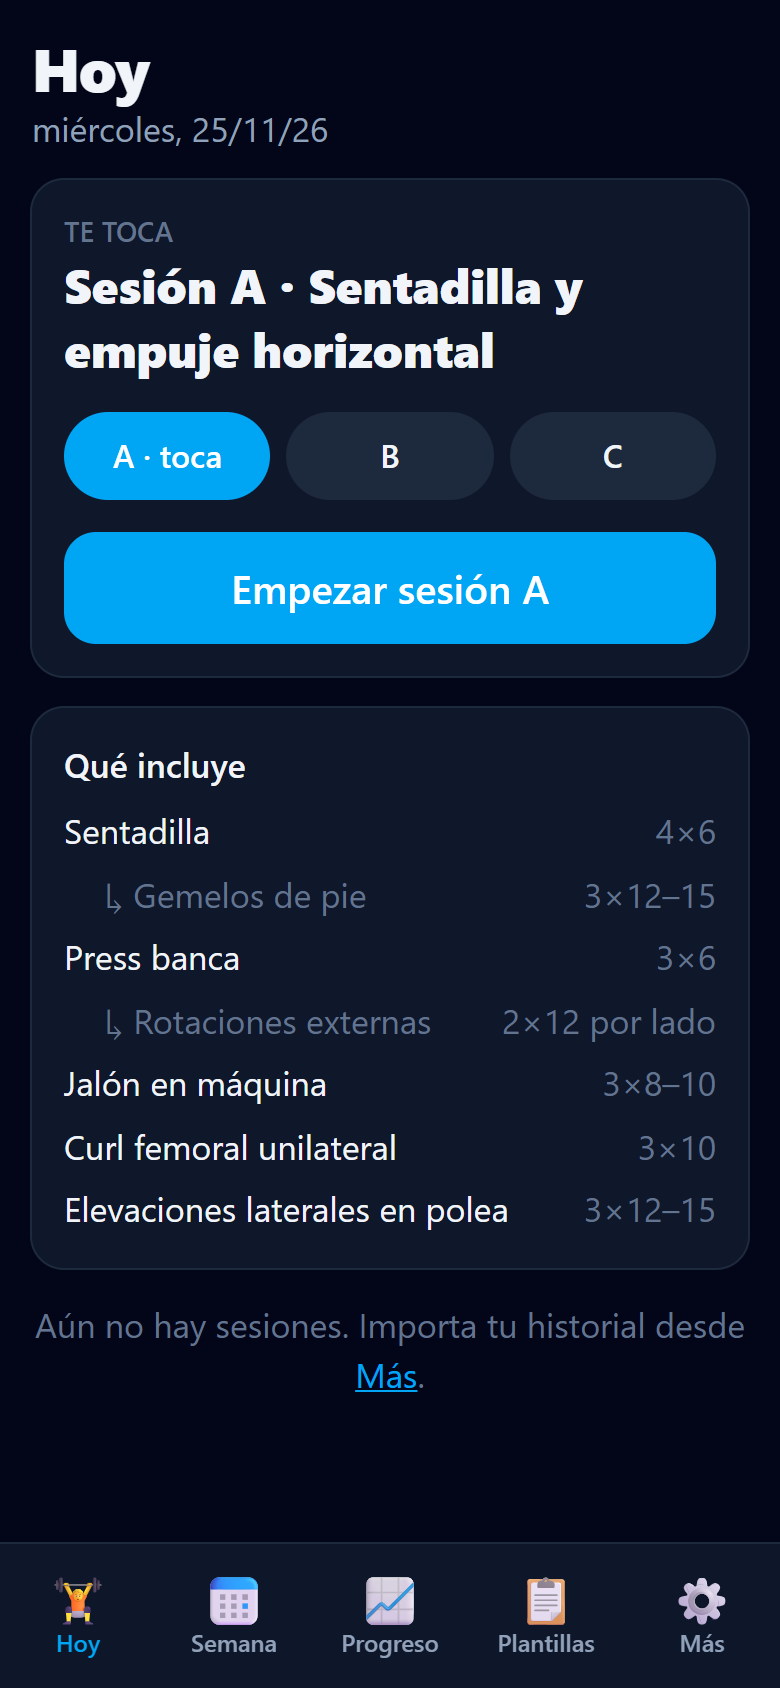 Hoy
miércoles, 25/11/26
TE TOCA
Sesión A · Sentadilla y
empuje horizontal
A · toca
B
C
Empezar sesión A
Qué incluye
Sentadilla 4×6
↳ Gemelos de pie 3×12–15
Press banca 3×6
↳ Rotaciones externas 2×12 por lado
Jalón en máquina 3×8–10
Curl femoral unilateral 3×10
Elevaciones laterales en polea 3×12–15
Aún no hay sesiones. Importa tu historial desde
Más.
Hoy
Semana
Progreso
Plantillas
Más